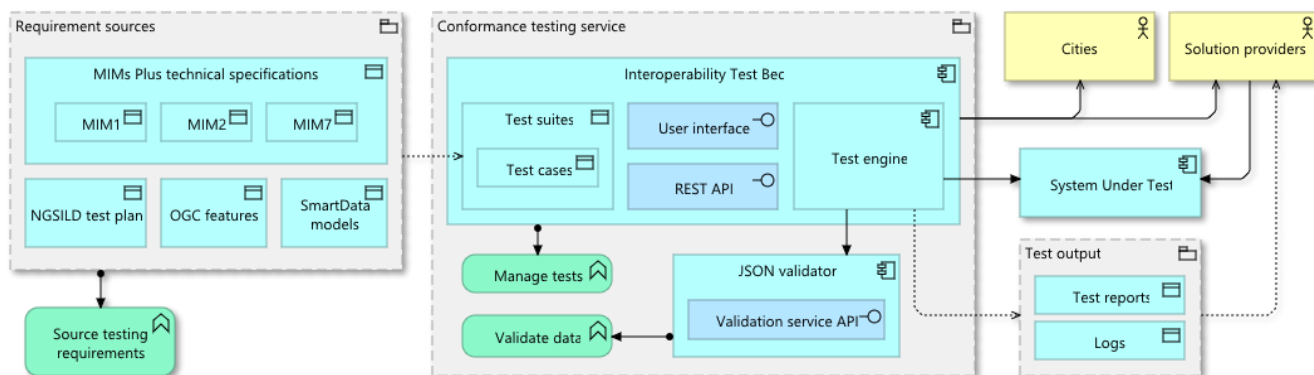 Requirement sources
MIMs Plus technical specifications
MIM1
MIM2
MIM7
NGSILD test plan
OGC features
SmartData
models
Source testing
requirements
Conformance testing service
Interoperability Test Bec
Test suites
Test cases
User interface
REST API
Test engine
Manage tests
Validate data
JSON validator
Validation service API
Cities
Solution providers
System Under Test
Test output
Test reports
Logs